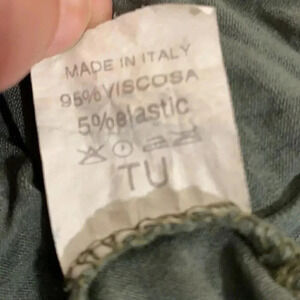 MADE IN ITALY
95%VISCOSA
5%elastic
TU